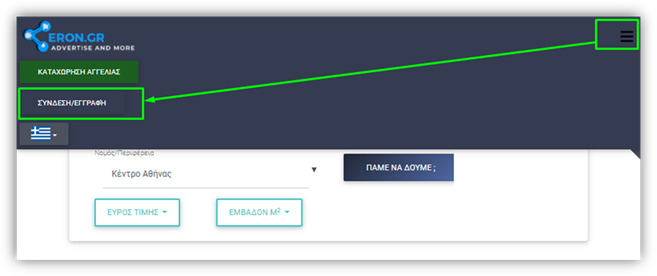 ERON.GR
ADVERTISE AND MORE
ΚΑΤΑΧΩΡΗΣΗ ΑΓΓΕΛΙΑΣ
ΣΥΝΔΕΣΗ/ΕΓΓΡΑΦΗ
Νομός/Περιφέρεια
Κέντρο Αθήνας
ΠΑΜΕ ΝΑ ΔΟΥΜΕ ;
ΕΥΡΟΣ ΤΙΜΗΣ
ΕΜΒΑΔΟΝ Μ²